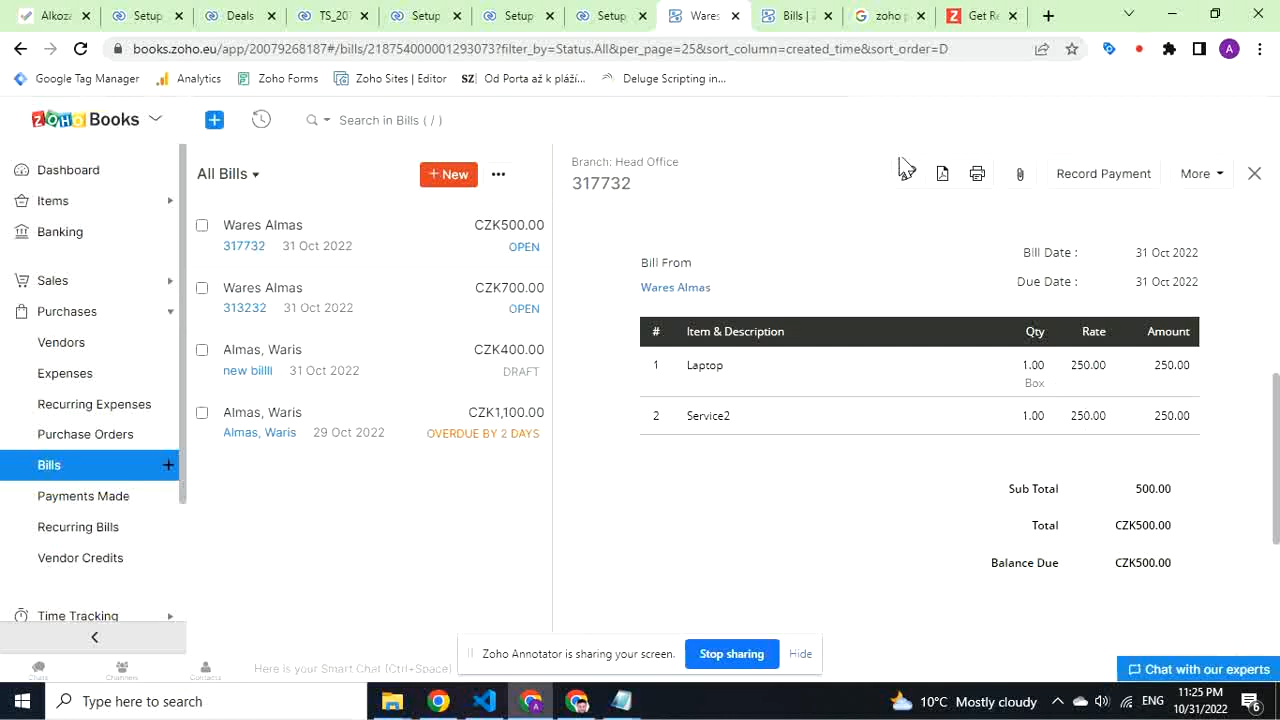 Alkoza
Setup
Deals
TS_20
Setup
Setup
Setup
Wares
Bills |
zoho p
Get Re
books.zoho.eu/app/20079268187#/bills/218754000001293073?filter_by=Status.All&per_page=25&sort_column=created_time&sort_order=D
A
Google Tag Manager
Analytics
Zoho Forms
Zoho Sites | Editor
SZ Od Porta až k pláží...
Deluge Scripting in...
ZOHO Books
Search in Bills ( / )
Dashboard
Items
Banking
Sales
Purchases
Vendors
Expenses
Recurring Expenses
Purchase Orders
Bills +
Payments Made
Recurring Bills
Vendor Credits
Time Tracking
Chats
Channels
Contacts
Here is your Smart Chat (Ctrl+Space)
All Bills
+ New
•••
Wares Almas CZK500.00
317732 31 Oct 2022 OPEN
Wares Almas CZK700.00
313232 31 Oct 2022 OPEN
Almas, Waris CZK400.00
new billll 31 Oct 2022 DRAFT
Almas, Waris CZK1,100.00
Almas, Waris 29 Oct 2022 OVERDUE BY 2 DAYS
Branch: Head Office
317732
Record Payment
More
Bill Date : 31 Oct 2022
Bill From
Due Date : 31 Oct 2022
Wares Almas
# Item & Description Qty Rate Amount
1 Laptop 1.00 250.00 250.00
Box
2 Service2 1.00 250.00 250.00
Sub Total 500.00
Total CZK500.00
Balance Due CZK500.00
Zoho Annotator is sharing your screen. Stop sharing Hide
Chat with our experts
Type here to search
A
10°C Mostly cloudy
ENG
11:25 PM
10/31/2022
6